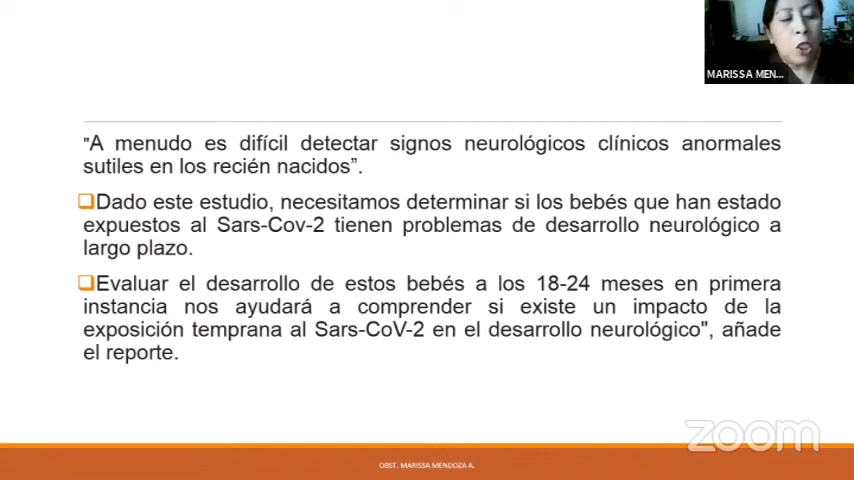 MARISSA MEN...
"A menudo es difícil detectar signos neurológicos clínicos anormales
sutiles en los recién nacidos”.
Dado este estudio, necesitamos determinar si los bebés que han estado
expuestos al Sars-Cov-2 tienen problemas de desarrollo neurológico a
largo plazo.
Evaluar el desarrollo de estos bebés a los 18-24 meses en primera
instancia nos ayudará a comprender si existe un impacto de la
exposición temprana al Sars-CoV-2 en el desarrollo neurológico", añade
el reporte.
zoom
OBST. MARISSA MENDOZA A.